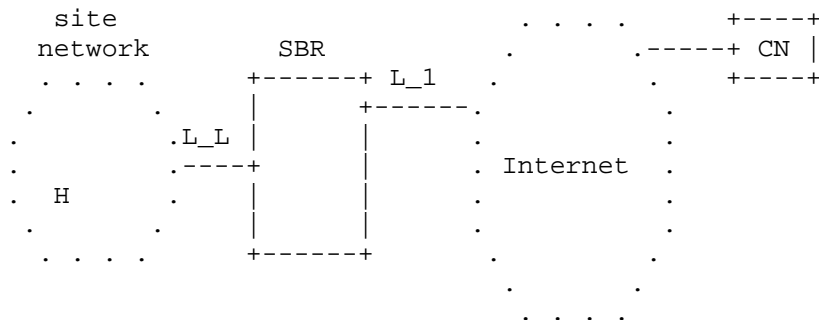 site
network SBR CN
L_1
L_L
Internet
H